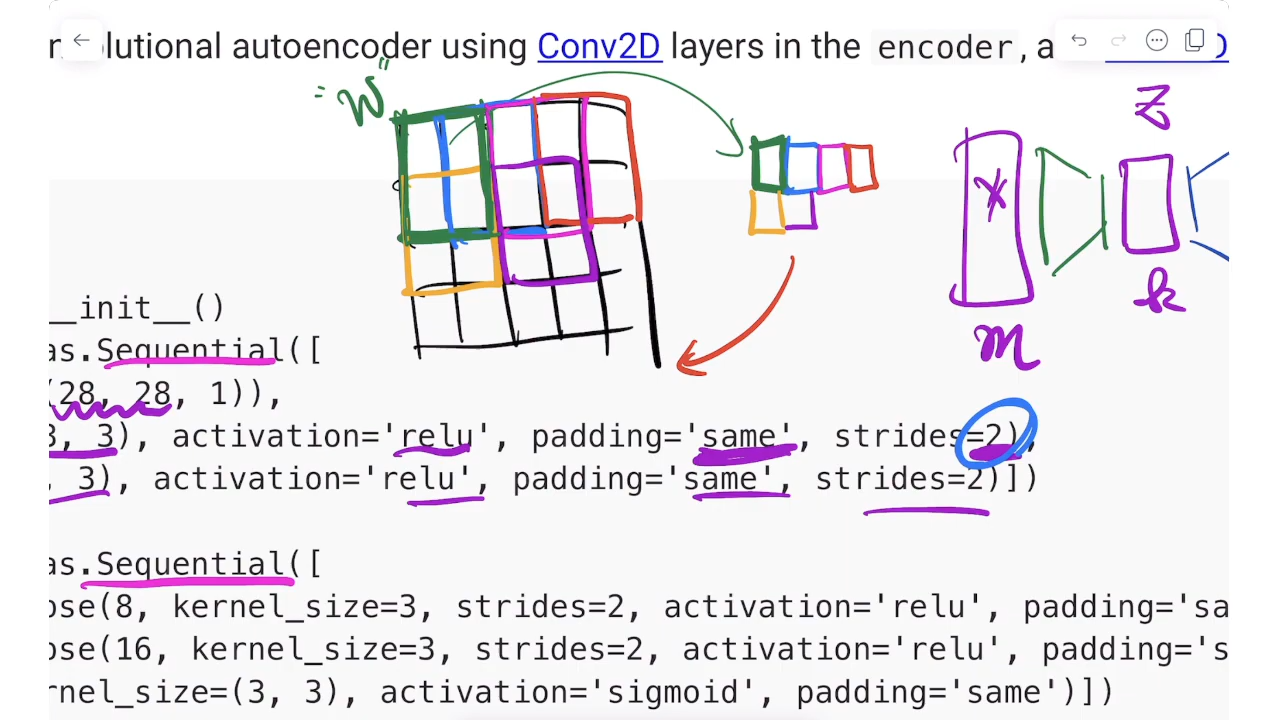 nvolutional autoencoder using Conv2D layers in the encoder, a
"W"
z
*
k
m
__init__()
as.Sequential([
(28, 28, 1)),
3, 3), activation='relu', padding='same', strides=2),
, 3), activation='relu', padding='same', strides=2)])
as.Sequential([
ose(8, kernel_size=3, strides=2, activation='relu', padding='sa
ose(16, kernel_size=3, strides=2, activation='relu', padding='s
rnel_size=(3, 3), activation='sigmoid', padding='same')])